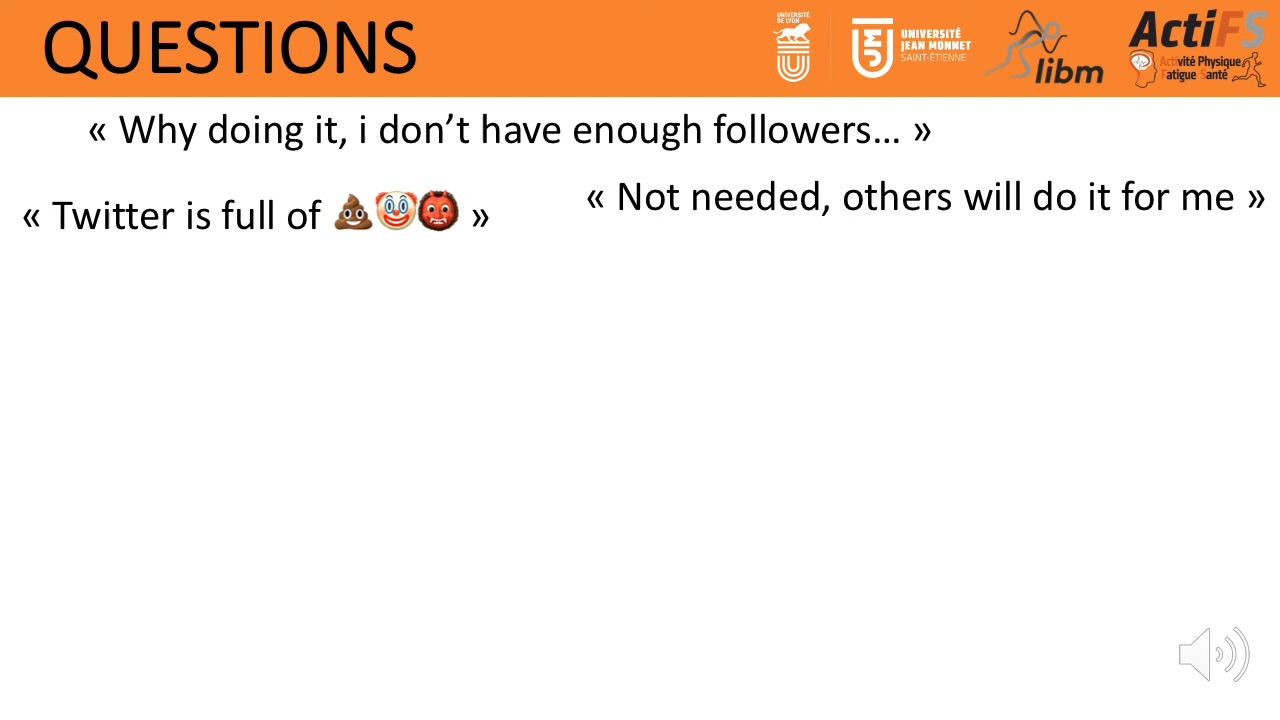 QUESTIONS
UNIVERSITÉ
DE LYON
UNIVERSITÉ
JEAN MONNET
SAINT-ÉTIENNE
libm
ActiFS
Activité Physique
Fatigue Santé
« Why doing it, i don’t have enough followers… »
« Not needed, others will do it for me »
« Twitter is full of 💩🤡👹 »